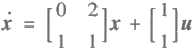 ẋ = [0 2; 1 1] x + [1; 1] u